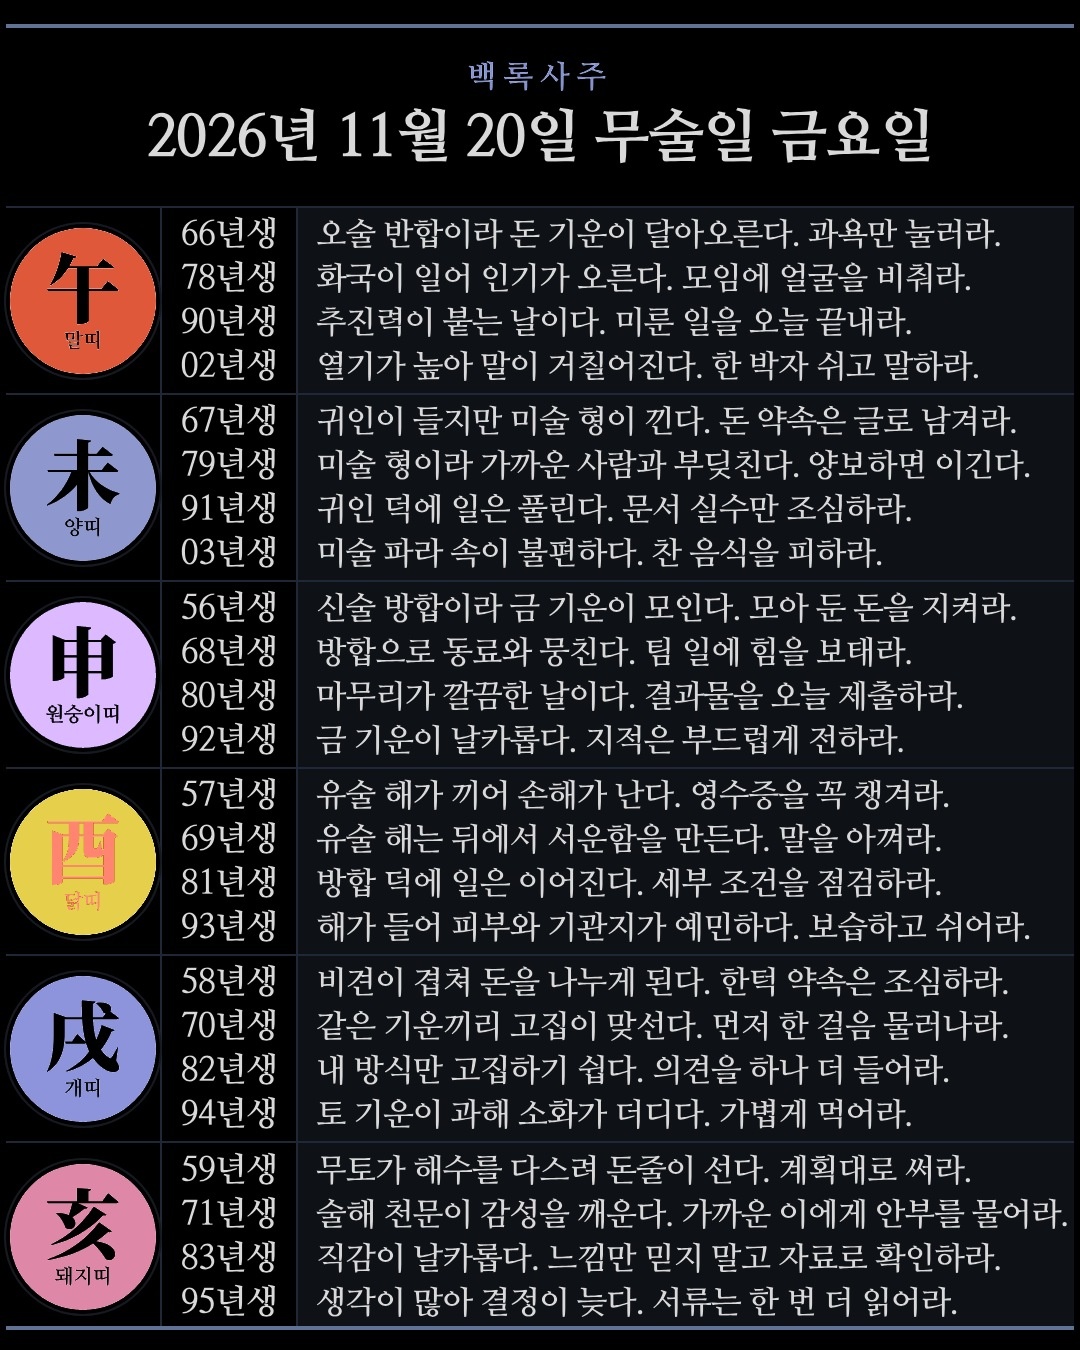 백록사주
2026년 11월 20일 무술일 금요일
午
말띠
66년생 오술 반합이라 돈 기운이 달아오른다. 과욕만 눌러라.
78년생 화국이 일어 인기가 오른다. 모임에 얼굴을 비춰라.
90년생 추진력이 붙는 날이다. 미룬 일을 오늘 끝내라.
02년생 열기가 높아 말이 거칠어진다. 한 박자 쉬고 말하라.
未
양띠
67년생 귀인이 들지만 미술 형이 낀다. 돈 약속은 글로 남겨라.
79년생 미술 형이라 가까운 사람과 부딪친다. 양보하면 이긴다.
91년생 귀인 덕에 일은 풀린다. 문서 실수만 조심하라.
03년생 미술 파라 속이 불편하다. 찬 음식을 피하라.
申
원숭이띠
56년생 신술 방합이라 금 기운이 모인다. 모아 둔 돈을 지켜라.
68년생 방합으로 동료와 뭉친다. 팀 일에 힘을 보태라.
80년생 마무리가 깔끔한 날이다. 결과물을 오늘 제출하라.
92년생 금 기운이 날카롭다. 지적은 부드럽게 전하라.
酉
닭띠
57년생 유술 해가 끼어 손해가 난다. 영수증을 꼭 챙겨라.
69년생 유술 해는 뒤에서 서운함을 만든다. 말을 아껴라.
81년생 방합 덕에 일은 이어진다. 세부 조건을 점검하라.
93년생 해가 들어 피부와 기관지가 예민하다. 보습하고 쉬어라.
戌
개띠
58년생 비견이 겹쳐 돈을 나누게 된다. 한턱 약속은 조심하라.
70년생 같은 기운끼리 고집이 맞선다. 먼저 한 걸음 물러나라.
82년생 내 방식만 고집하기 쉽다. 의견을 하나 더 들어라.
94년생 토 기운이 과해 소화가 더디다. 가볍게 먹어라.
亥
돼지띠
59년생 무토가 해수를 다스려 돈줄이 선다. 계획대로 써라.
71년생 술해 천문이 감성을 깨운다. 가까운 이에게 안부를 물어라.
83년생 직감이 날카롭다. 느낌만 믿지 말고 자료로 확인하라.
95년생 생각이 많아 결정이 늦다. 서류는 한 번 더 읽어라.